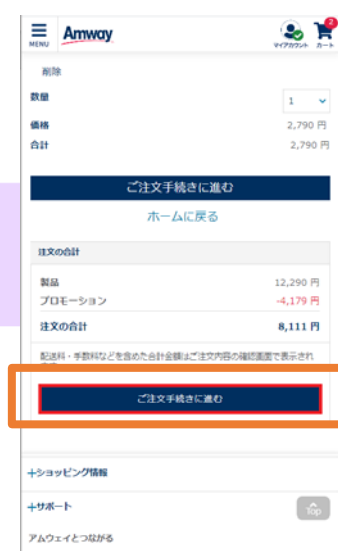 MENU
Amway
マイアカウント
カート
2
削除
数量
1
価格
2,790 円
合計
2,790 円
ご注文手続きに進む
ホームに戻る
注文の合計
製品
12,290 円
プロモーション
-4,179 円
注文の合計
8,111 円
配送料・手数料などを含めた合計金額はご注文内容の確認画面で表示され
ご注文手続きに進む
+ショッピング情報
+サポート
Top
アムウェイとつながる